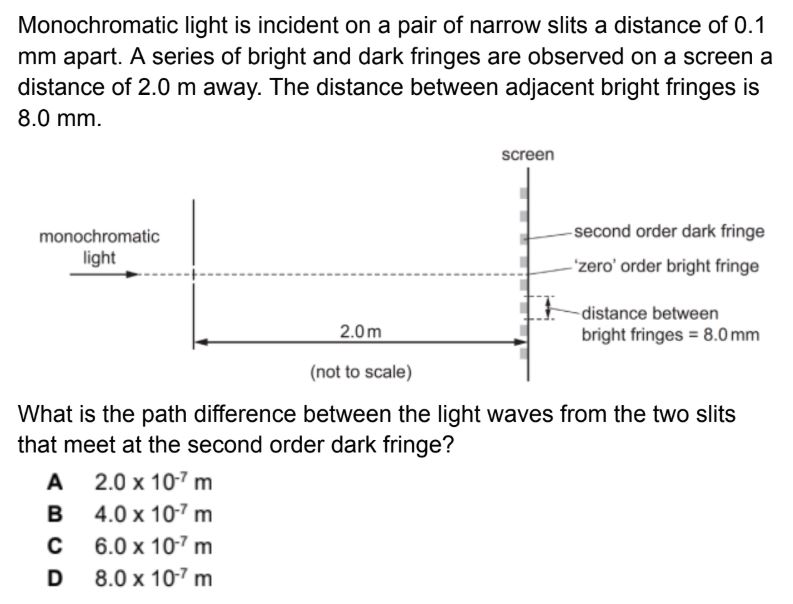 Monochromatic light is incident on a pair of narrow slits a distance of 0.1
mm apart. A series of bright and dark fringes are observed on a screen a
distance of 2.0 m away. The distance between adjacent bright fringes is
8.0 mm.
screen
monochromatic
light
second order dark fringe
'zero' order bright fringe
distance between
bright fringes = 8.0 mm
2.0 m
(not to scale)
What is the path difference between the light waves from the two slits
that meet at the second order dark fringe?
A 2.0 x 10⁻⁷ m
B 4.0 x 10⁻⁷ m
C 6.0 x 10⁻⁷ m
D 8.0 x 10⁻⁷ m